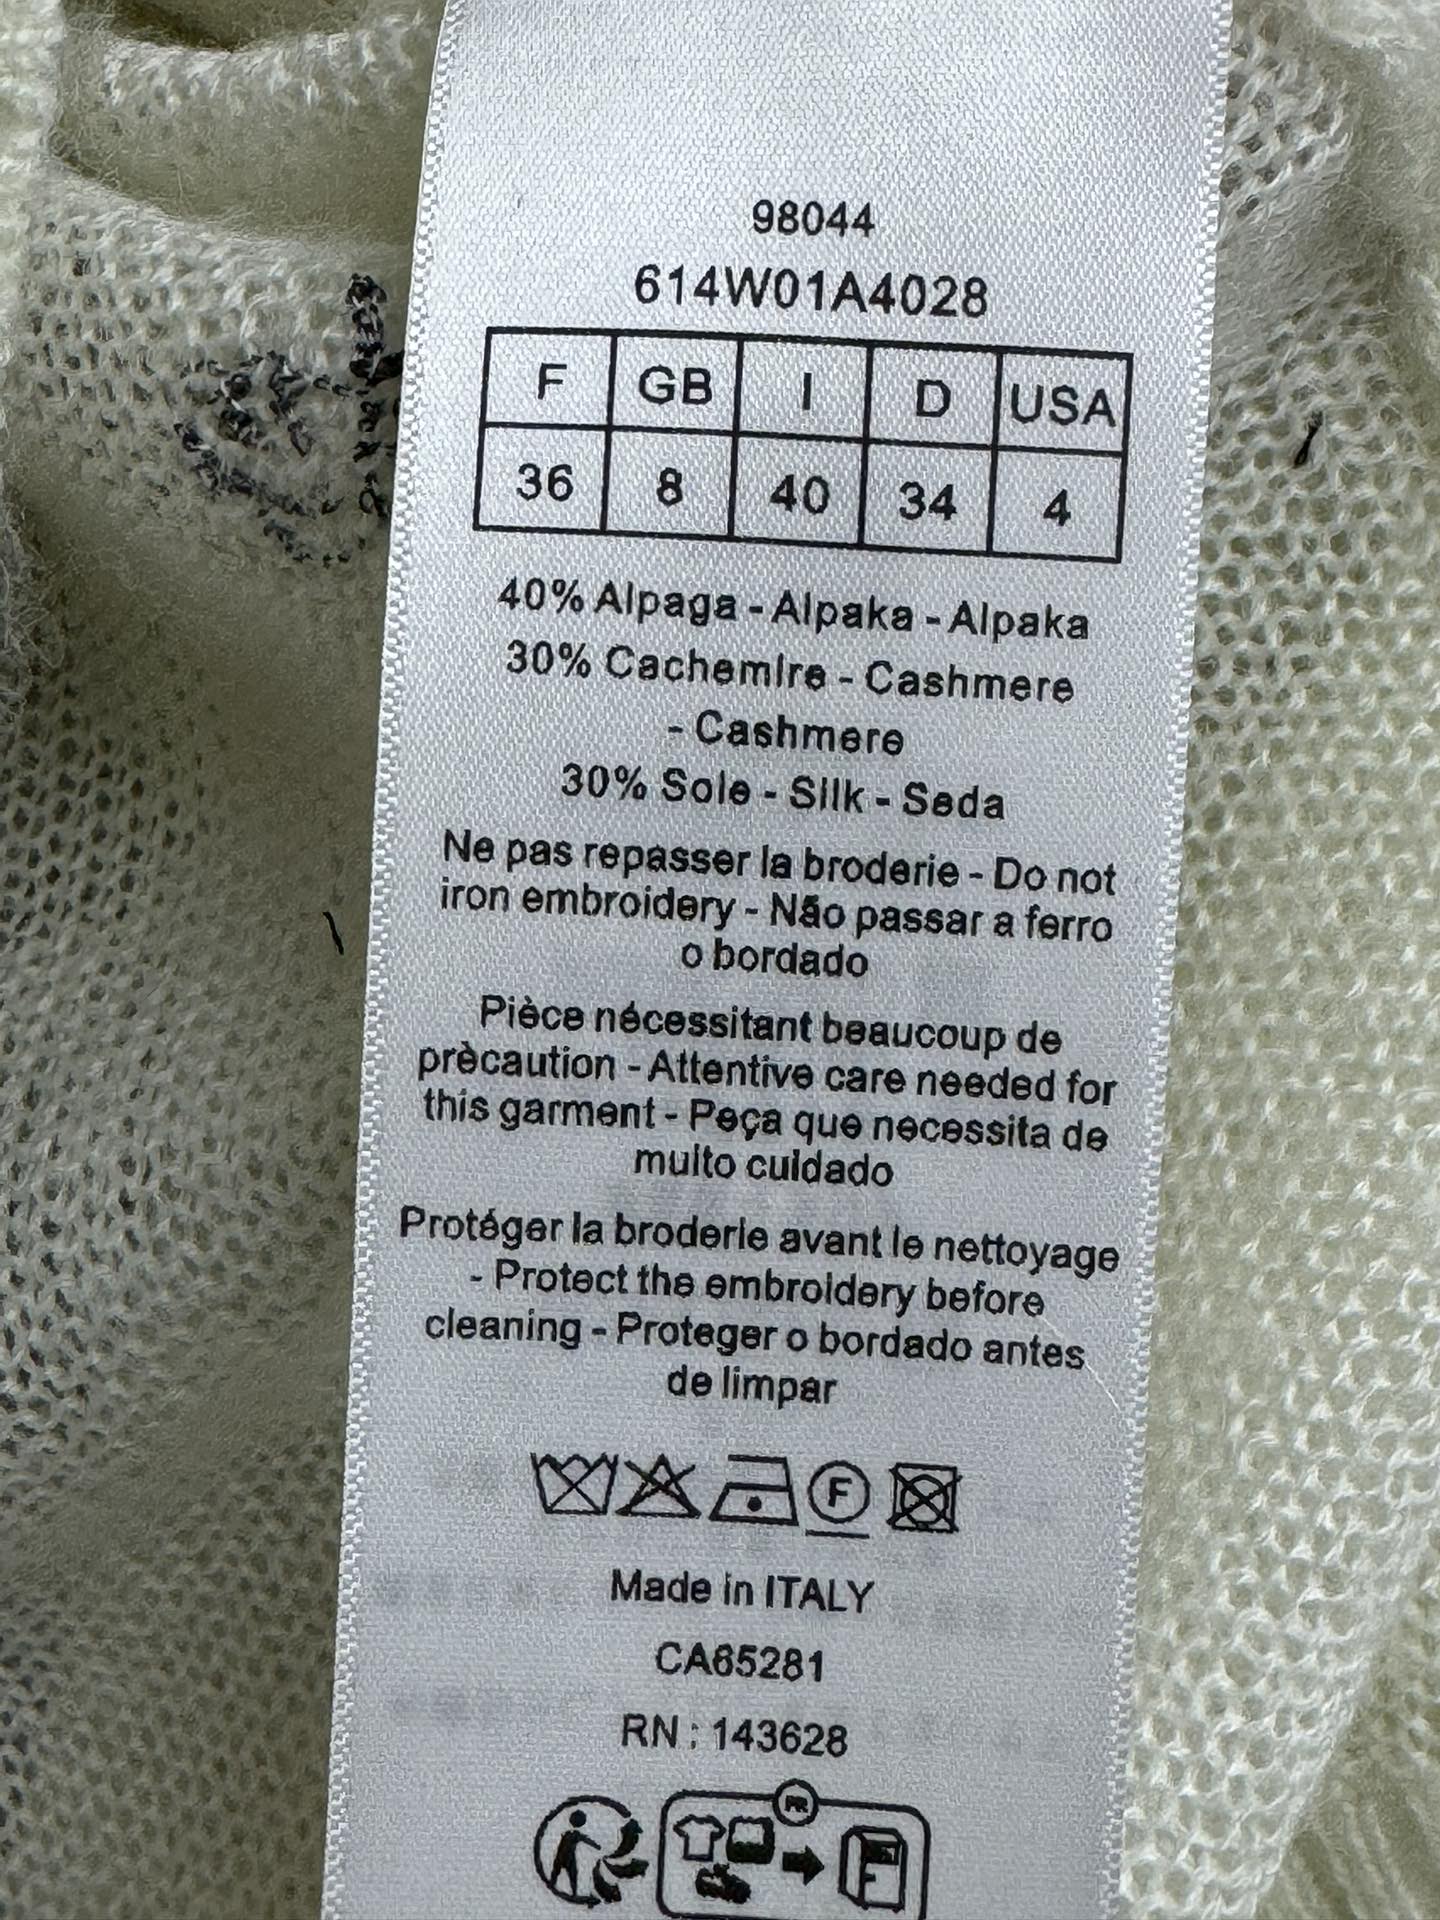 98044
614W01A4028
F GB I D USA
36 8 40 34 4
40% Alpaga - Alpaka - Alpaka
30% Cachemire - Cashmere
- Cashmere
30% Soie - Silk - Seda
Ne pas repasser la broderie - Do not
iron embroidery - Não passar a ferro
o bordado
Pièce nécessitant beaucoup de
précaution - Attentive care needed for
this garment - Peça que necessita de
muito cuidado
Protéger la broderie avant le nettoyage
- Protect the embroidery before
cleaning - Proteger o bordado antes
de limpar
F
Made in ITALY
CA65281
RN : 143628
FR